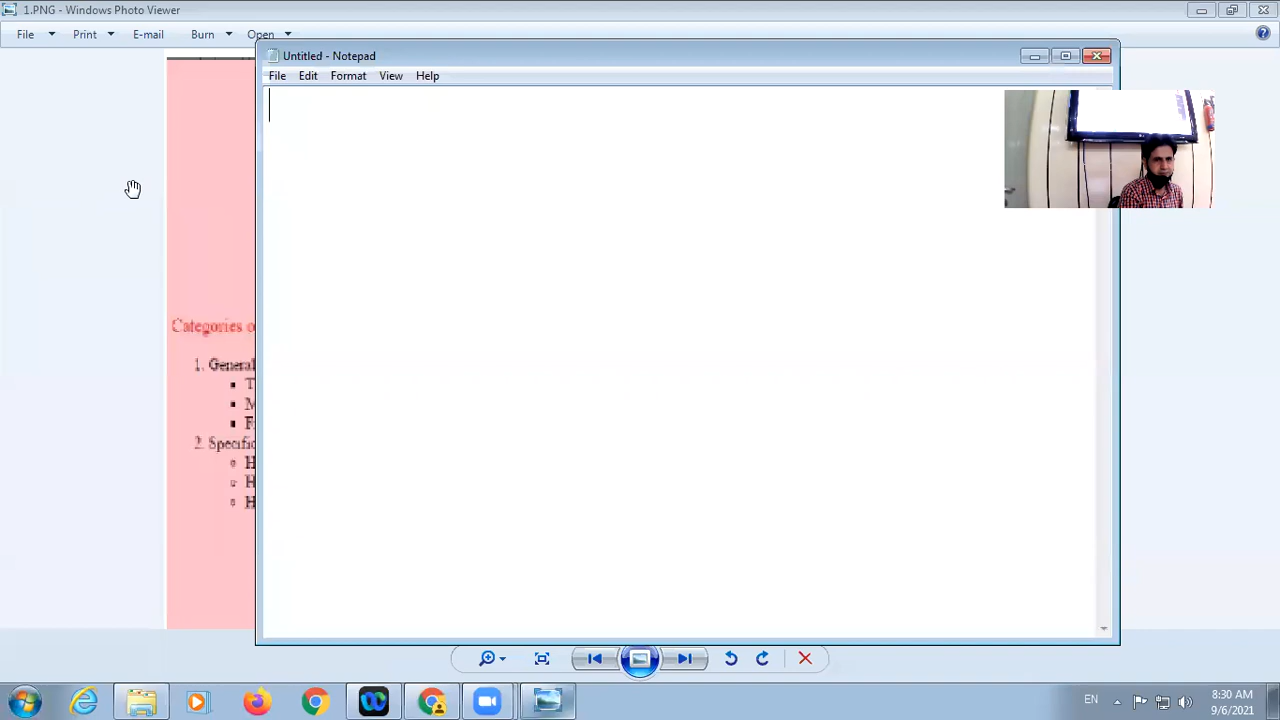 1.PNG - Windows Photo Viewer
File Print E-mail Burn Open
Untitled - Notepad
File Edit Format View Help
Categories
1. General
2. Specific
EN
8:30 AM
9/6/2021